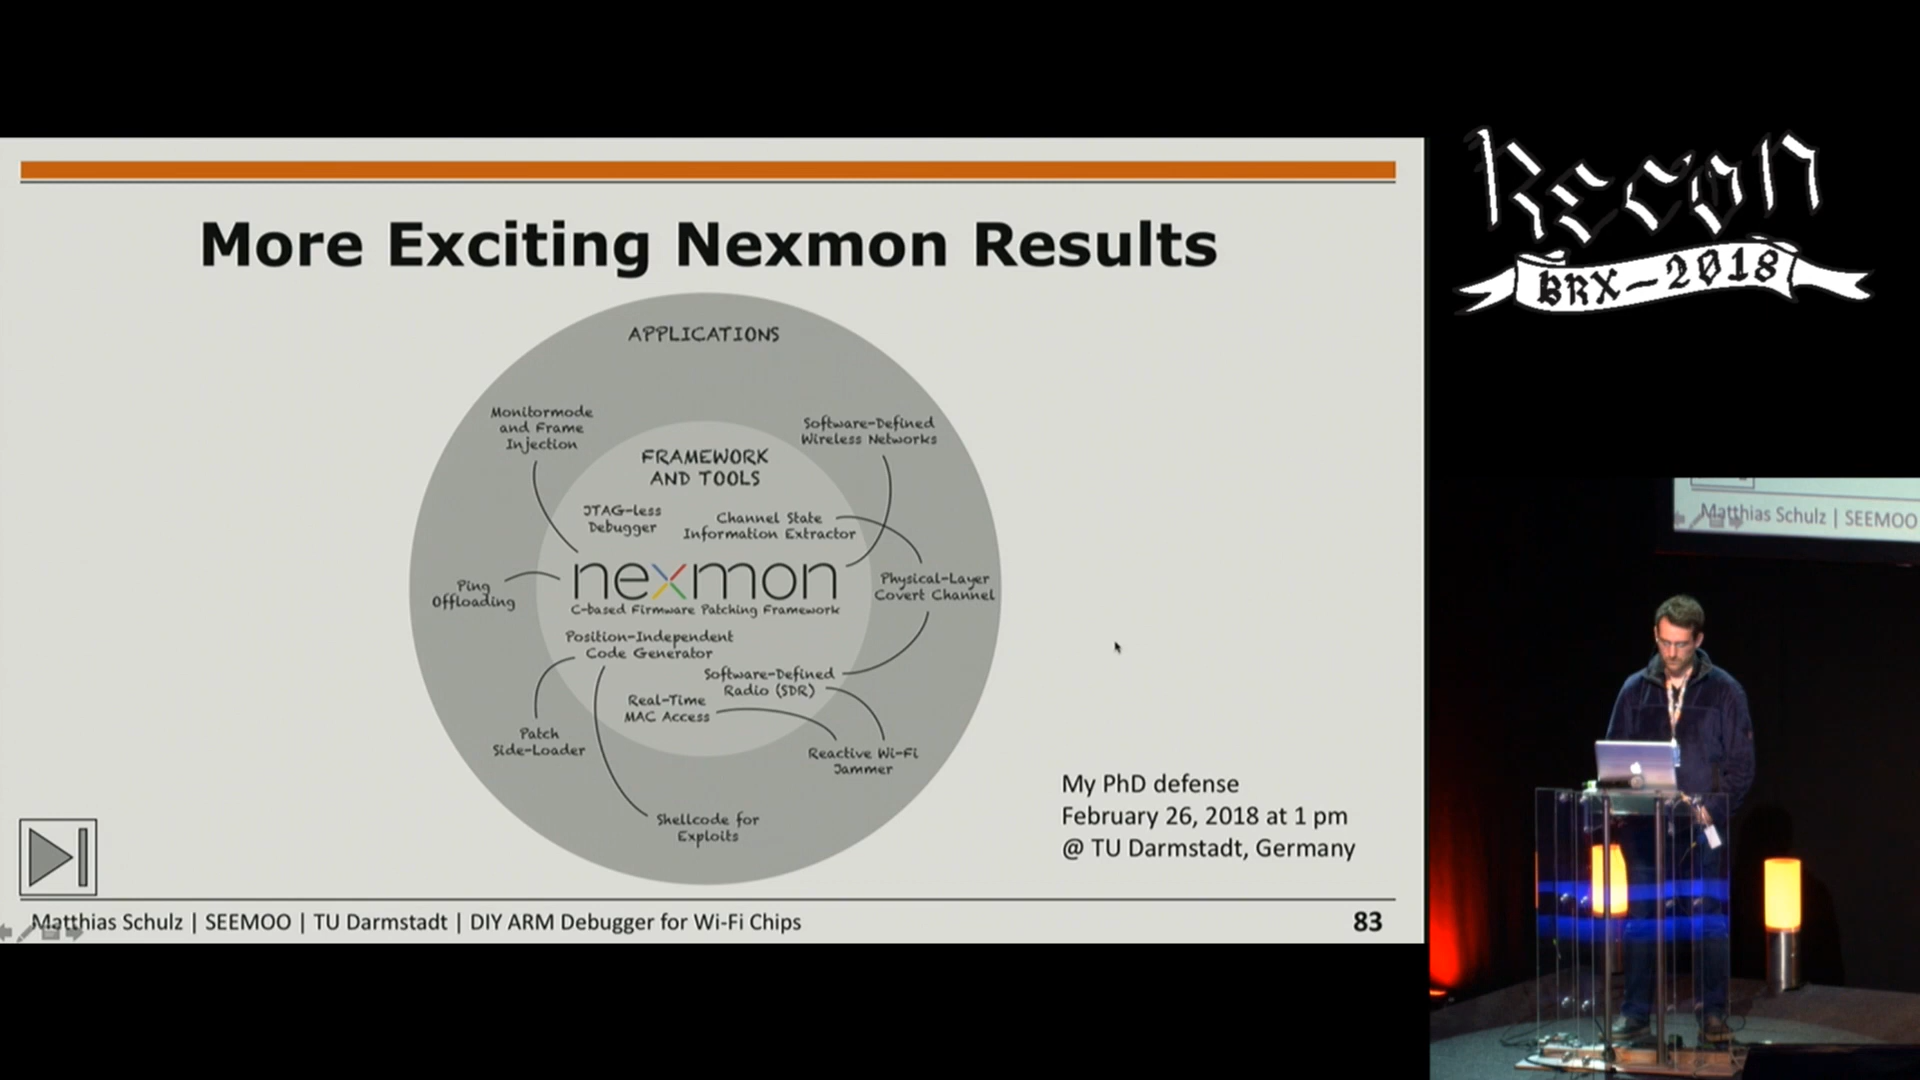 More Exciting Nexmon Results
APPLICATIONS
Monitormode
and Frame
Injection
Software-Defined
Wireless Networks
FRAMEWORK
AND TOOLS
JTAG-less
Debugger
Channel State
Information Extractor
nexmon
C-based Firmware Patching Framework
Ping
Offloading
Physical-Layer
Covert Channel
Position-Independent
Code Generator
Software-Defined
Radio (SDR)
Real-Time
MAC Access
Patch
Side-Loader
Reactive Wi-Fi
Jammer
Shellcode for
Exploits
My PhD defense
February 26, 2018 at 1 pm
@ TU Darmstadt, Germany
Matthias Schulz | SEEMOO | TU Darmstadt | DIY ARM Debugger for Wi-Fi Chips
83
Recon
BRX-2018
Matthias Schulz | SEEMOO